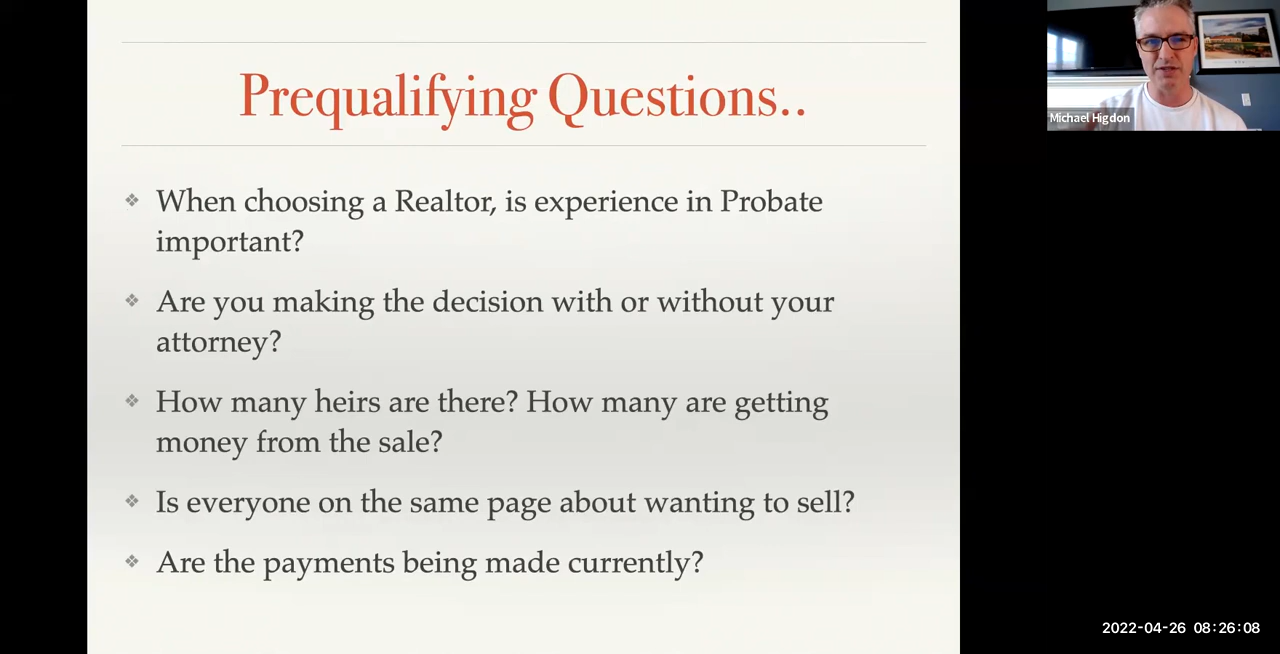 Prequalifying Questions..
When choosing a Realtor, is experience in Probate
important?
Are you making the decision with or without your
attorney?
How many heirs are there? How many are getting
money from the sale?
Is everyone on the same page about wanting to sell?
Are the payments being made currently?
Michael Higdon
2022-04-26 08:26:08